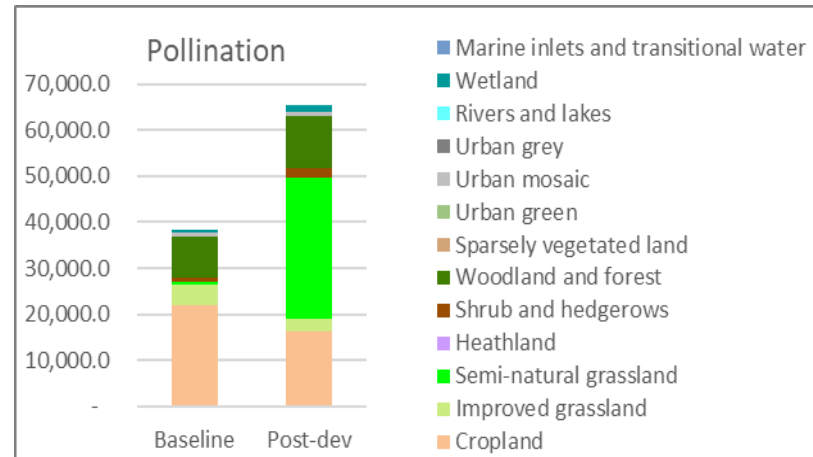 Pollination
70,000.0
60,000.0
50,000.0
40,000.0
30,000.0
20,000.0
10,000.0
-
Baseline Post-dev
Marine inlets and transitional water
Wetland
Rivers and lakes
Urban grey
Urban mosaic
Urban green
Sparsely vegetated land
Woodland and forest
Shrub and hedgerows
Heathland
Semi-natural grassland
Improved grassland
Cropland